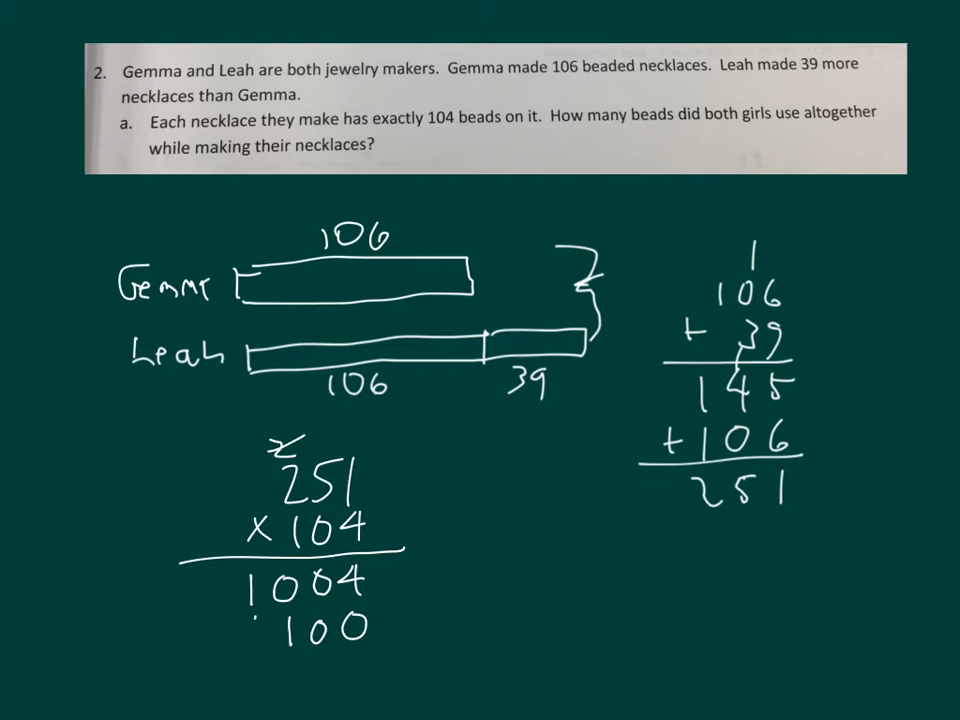 2. Gemma and Leah are both jewelry makers. Gemma made 106 beaded necklaces. Leah made 39 more
necklaces than Gemma.
a. Each necklace they make has exactly 104 beads on it. How many beads did both girls use altogether
while making their necklaces?
106
Gemma
Leah
106 39
1
106
+ 39
145
+106
251
2
251
×104
1004
100